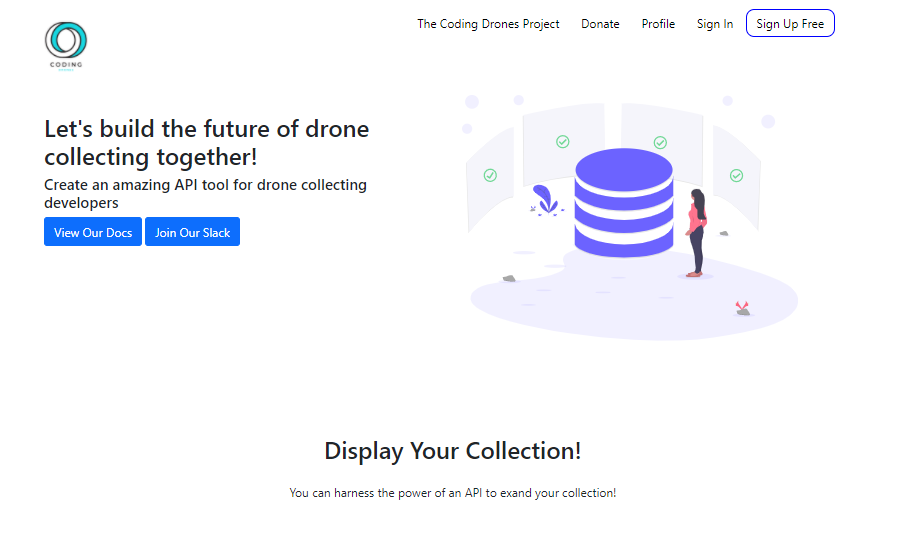 The Coding Drones Project Donate Profile Sign In Sign Up Free
CODING
Let's build the future of drone
collecting together!
Create an amazing API tool for drone collecting
developers
View Our Docs Join Our Slack
Display Your Collection!
You can harness the power of an API to exand your collection!